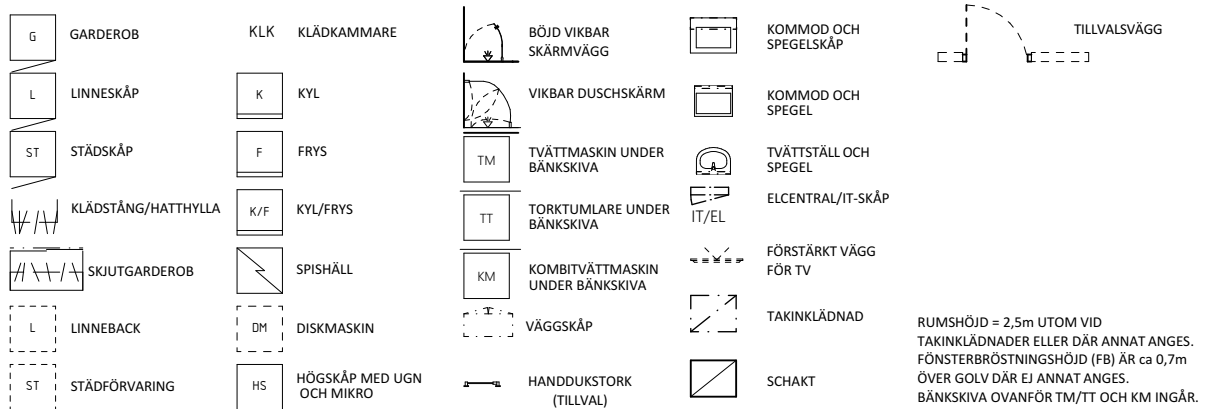 G
GARDEROB
L
LINNESKÅP
ST
STÄDSKÅP
KLÄDSTÅNG/HATTHYLLA
SKJUTGARDEROB
L
LINNEBACK
ST
STÄDFÖRVARING
KLK
KLÄDKAMMARE
K
KYL
F
FRYS
K/F
KYL/FRYS
SPISHÄLL
DM
DISKMASKIN
HS
HÖGSKÅP MED UGN
OCH MIKRO
BÖJD VIKBAR
SKÄRMVÄGG
VIKBAR DUSCHSKÄRM
TM
TVÄTTMASKIN UNDER
BÄNKSKIVA
TT
TORKTUMLARE UNDER
BÄNKSKIVA
KM
KOMBITVÄTTMASKIN
UNDER BÄNKSKIVA
VÄGGSKÅP
HANDDUKSTORK
(TILLVAL)
KOMMOD OCH
SPEGELSKÅP
KOMMOD OCH
SPEGEL
TVÄTTSTÄLL OCH
SPEGEL
IT/EL
ELCENTRAL/IT-SKÅP
FÖRSTÄRKT VÄGG
FÖR TV
TAKINKLÄDNAD
SCHAKT
TILLVALSVÄGG
RUMSHÖJD = 2,5m UTOM VID
TAKINKLÄDNADER ELLER DÄR ANNAT ANGES.
FÖNSTERBRÖSTNINGSHÖJD (FB) ÄR ca 0,7m
ÖVER GOLV DÄR EJ ANNAT ANGES.
BÄNKSKIVA OVANFÖR TM/TT OCH KM INGÅR.